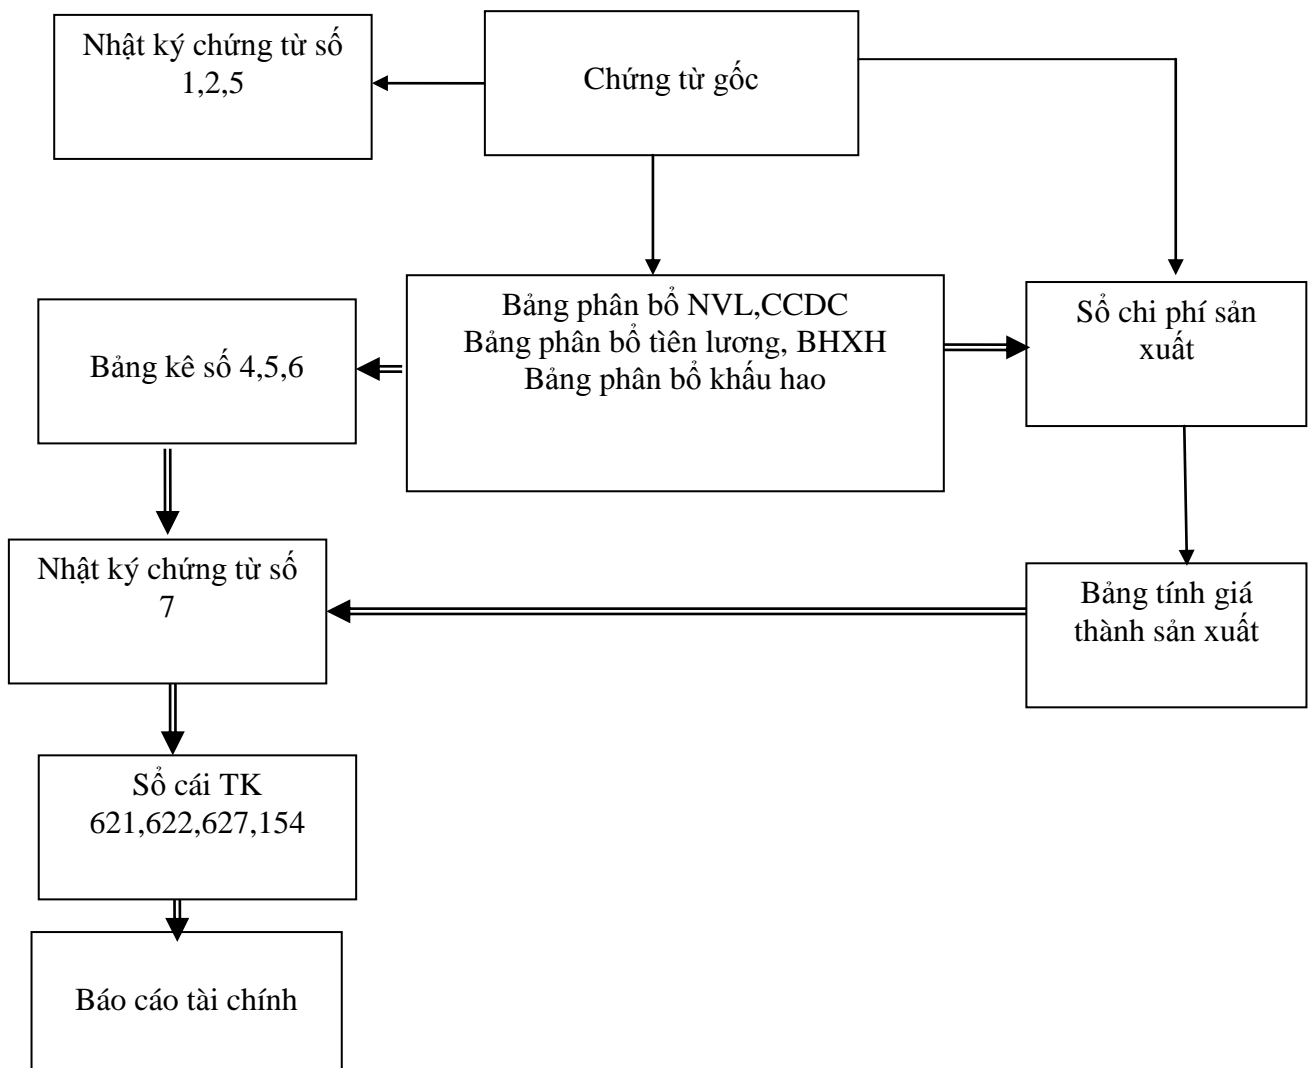 Nhật ký chứng từ số
1,2,5
Chứng từ gốc
Bảng phân bổ NVL,CCDC
Bảng phân bổ tìên lương, BHXH
Bảng phân bổ khấu hao
Sổ chi phí sản
xuất
Bảng kê số 4,5,6
Nhật ký chứng từ số
7
Bảng tính giá
thành sản xuất
Sổ cái TK
621,622,627,154
Báo cáo tài chính